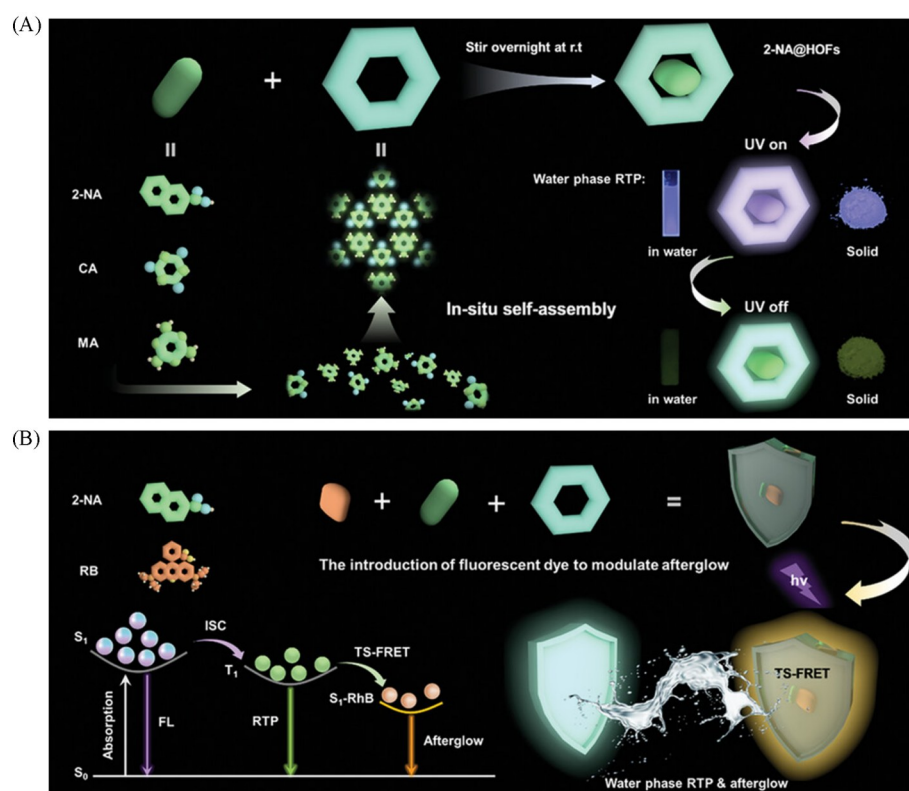 (A)
Stir overnight at r.t
2-NA@HOFs
+
=
=
UV on
2-NA
Water phase RTP:
in water
Solid
CA
In-situ self-assembly
UV off
MA
in water
Solid
(B)
2-NA
+
+
=
RB
The introduction of fluorescent dye to modulate afterglow
hv
S₁
ISC
T₁
TS-FRET
S₁-RhB
TS-FRET
Absorption
FL
RTP
Afterglow
S₀
Water phase RTP & afterglow